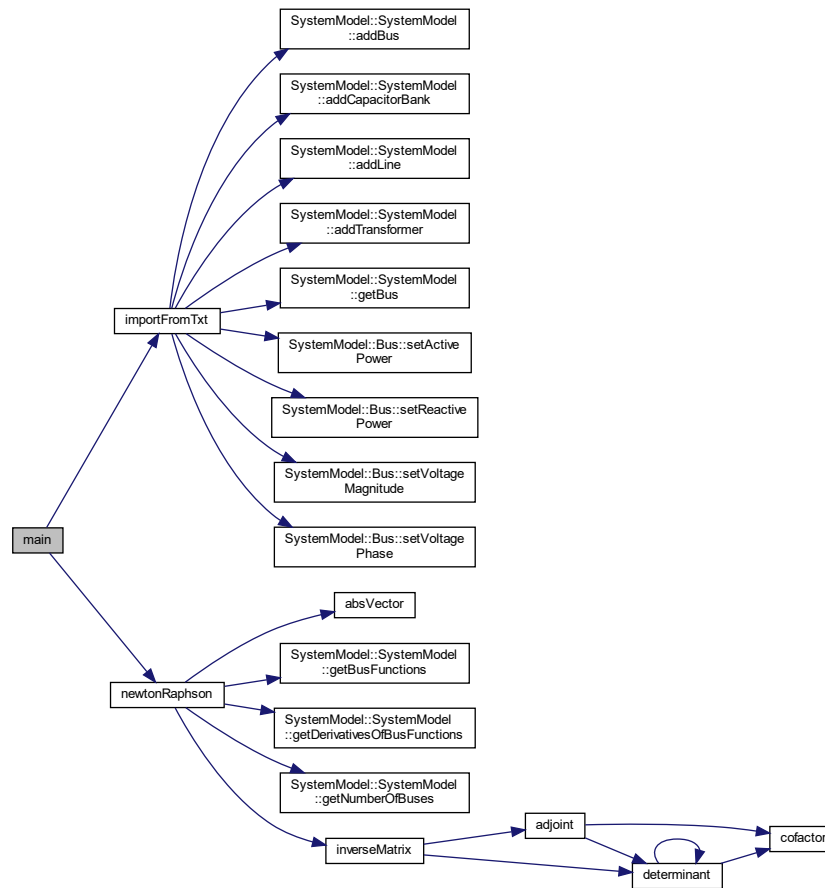 SystemModel::SystemModel
::addBus
SystemModel::SystemModel
::addCapacitorBank
SystemModel::SystemModel
::addLine
SystemModel::SystemModel
::addTransformer
SystemModel::SystemModel
::getBus
importFromTxt
SystemModel::Bus::setActive
Power
SystemModel::Bus::setReactive
Power
SystemModel::Bus::setVoltage
Magnitude
main
SystemModel::Bus::setVoltage
Phase
absVector
SystemModel::SystemModel
::getBusFunctions
newtonRaphson
SystemModel::SystemModel
::getDerivativesOfBusFunctions
SystemModel::SystemModel
::getNumberOfBuses
inverseMatrix
adjoint
cofactor
determinant